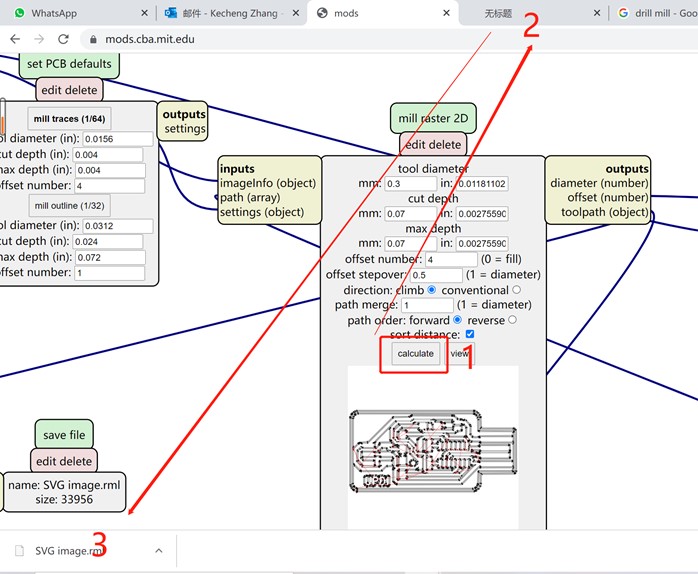 WhatsApp
邮件 - Kecheng Zhang -
mods
无标题
drill mill - Goo
mods.cba.mit.edu
2
set PCB defaults
edit delete
mill traces (1/64)
ol diameter (in): 0.0156
cut depth (in): 0.004
max depth (in): 0.004
offset number: 4
mill outline (1/32)
ol diameter (in): 0.0312
cut depth (in): 0.024
max depth (in): 0.072
offset number: 1
outputs
settings
mill raster 2D
edit delete
inputs
imageInfo (object)
path (array)
settings (object)
tool diameter
mm: 0.3 in: 0.01181102
cut depth
mm: 0.07 in: 0.00275590
max depth
mm: 0.07 in: 0.00275590
offset number: 4 (0 = fill)
offset stepover: 0.5 (1 = diameter)
direction: climb conventional
path merge: 1 (1 = diameter)
path order: forward reverse
sort distance:
calculate view 1
outputs
diameter (number)
offset (number)
toolpath (object)
save file
edit delete
name: SVG image.rml
size: 33956
SVG image.rml
3